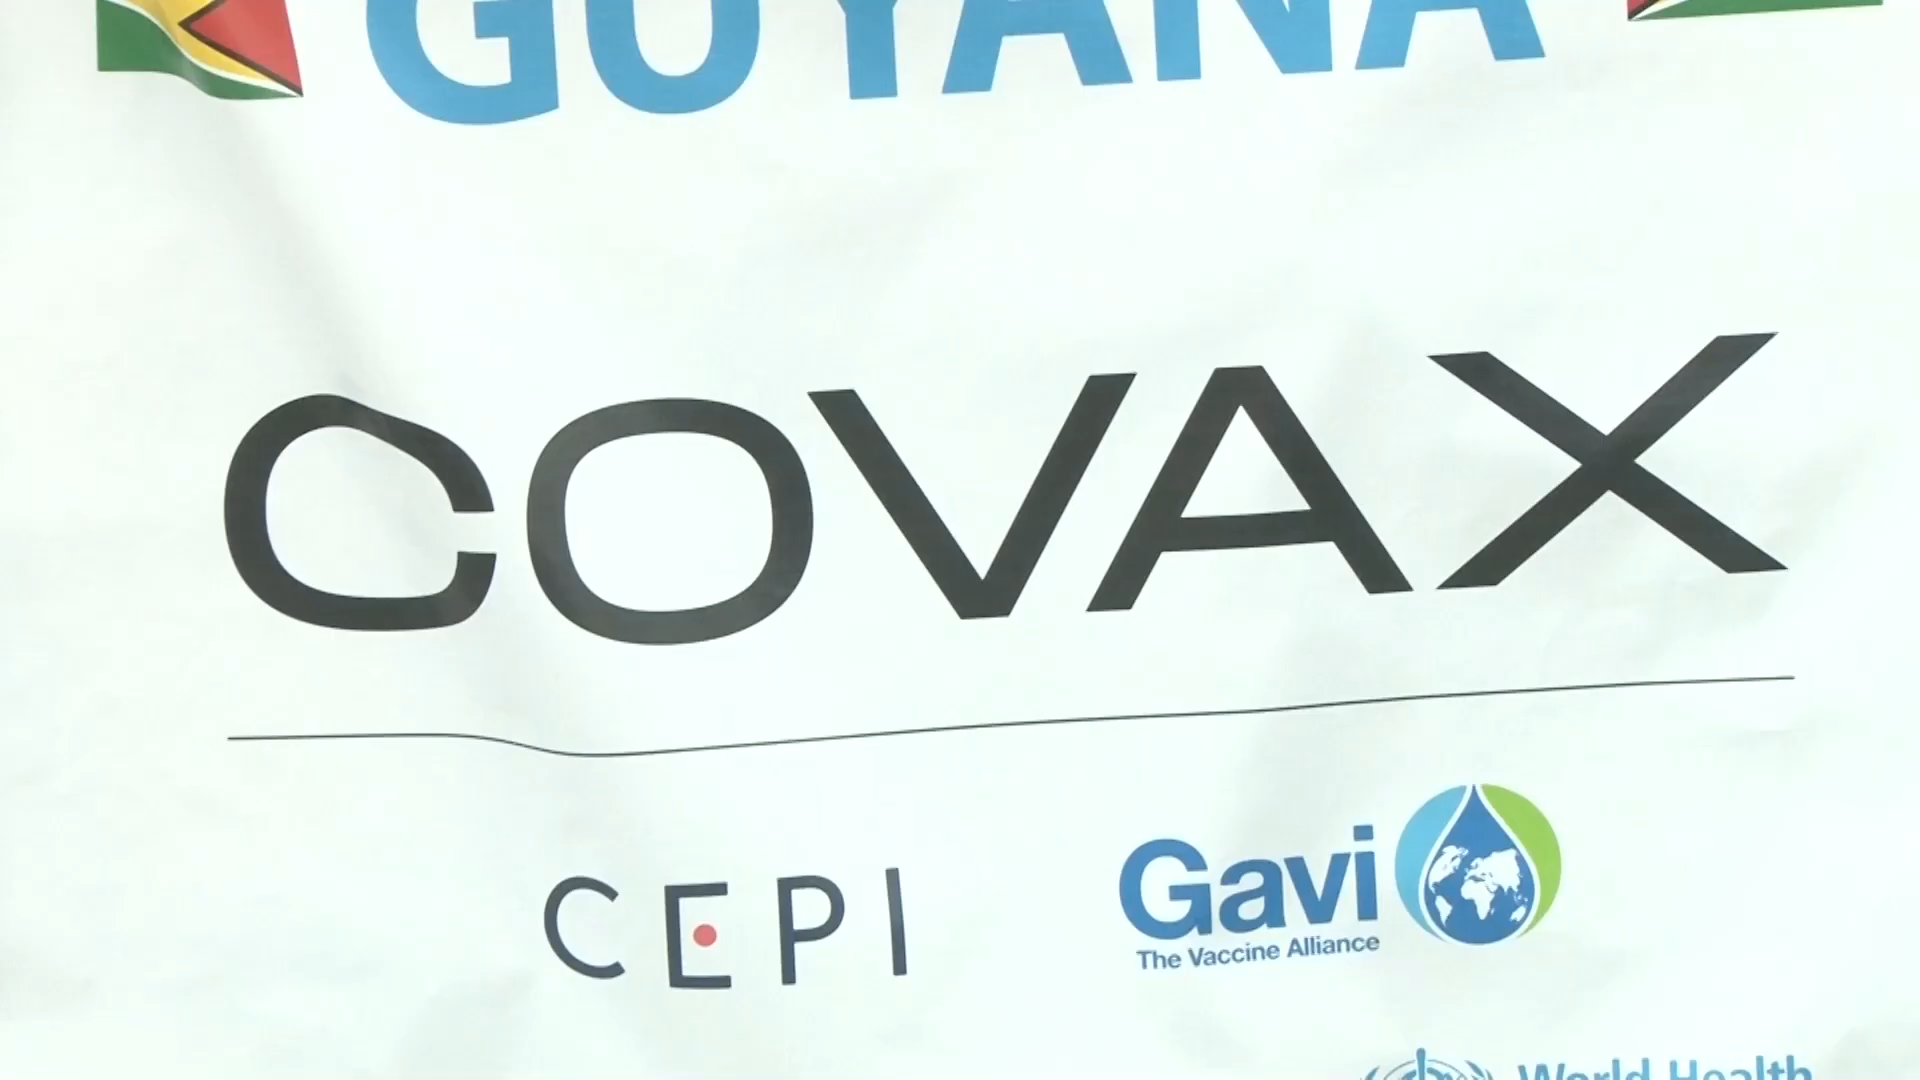 GUYANA
COVAX
CEPI
Gavi
The Vaccine Alliance
World Health